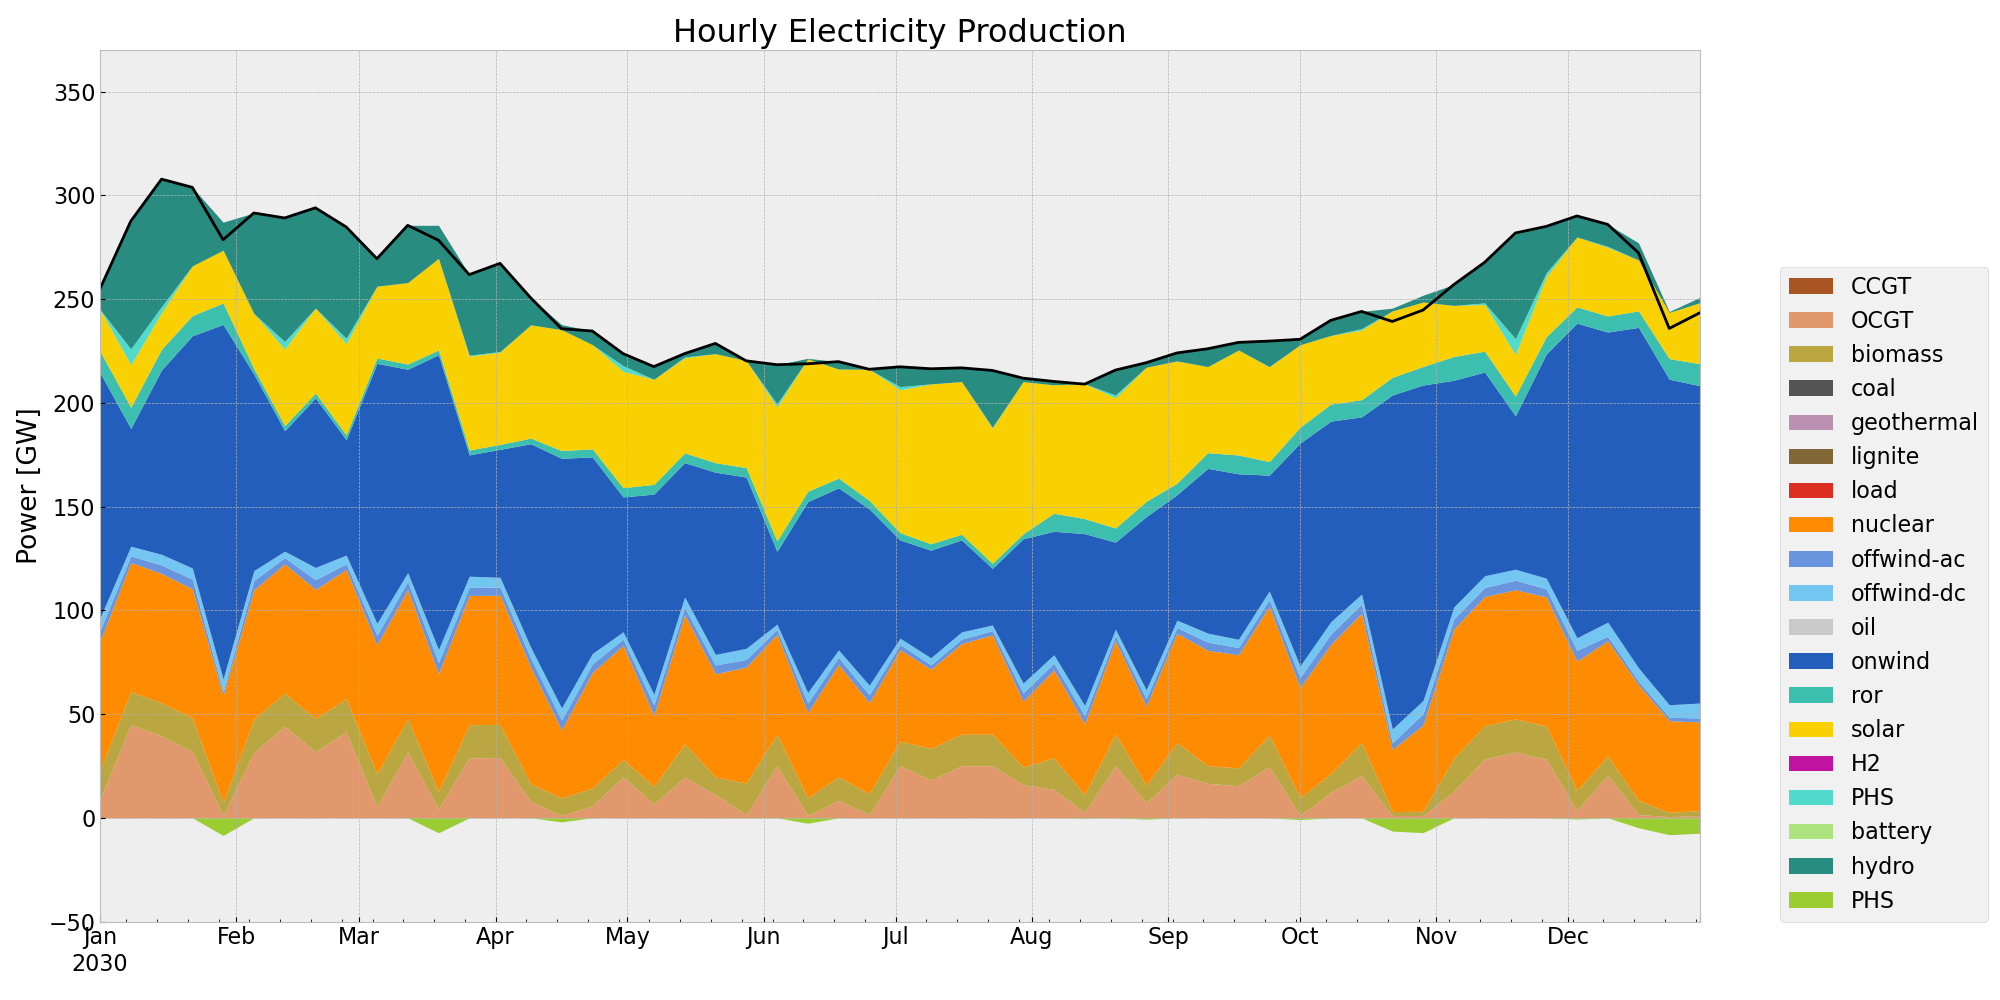 Hourly Electricity Production
Power [GW]
350
300
250
200
150
100
50
0
−50
Jan Feb Mar Apr May Jun Jul Aug Sep Oct Nov Dec
2030
CCGT
OCGT
biomass
coal
geothermal
lignite
load
nuclear
offwind-ac
offwind-dc
oil
onwind
ror
solar
H2
PHS
battery
hydro
PHS